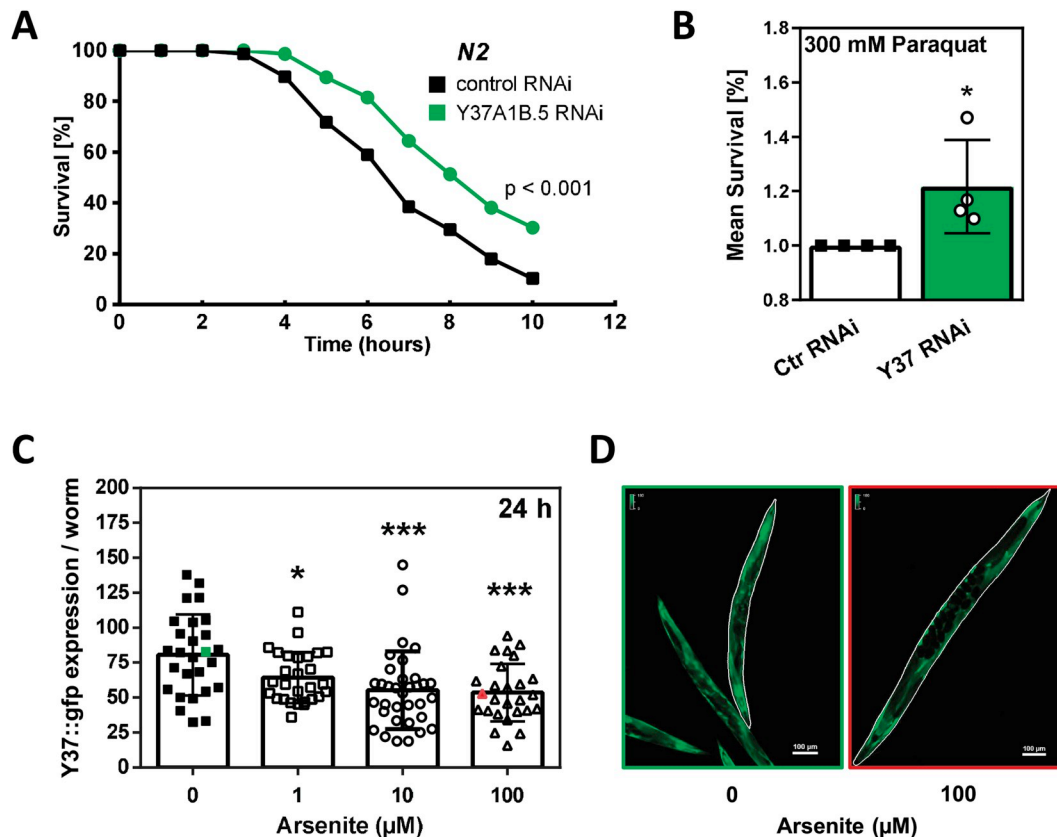 A
N2
control RNAi
Y37A1B.5 RNAi
p < 0.001
Survival [%]
100
80
60
40
20
0
0 2 4 6 8 10 12
Time (hours)
B
300 mM Paraquat
*
Mean Survival [%]
1.8
1.6
1.4
1.2
1.0
0.8
Ctr RNAi
Y37 RNAi
C
24 h
* *** ***
Y37::gfp expression / worm
200
175
150
125
100
75
50
25
0
0 1 10 100
Arsenite (µM)
D
100 µm
100 µm
0 100
Arsenite (µM)